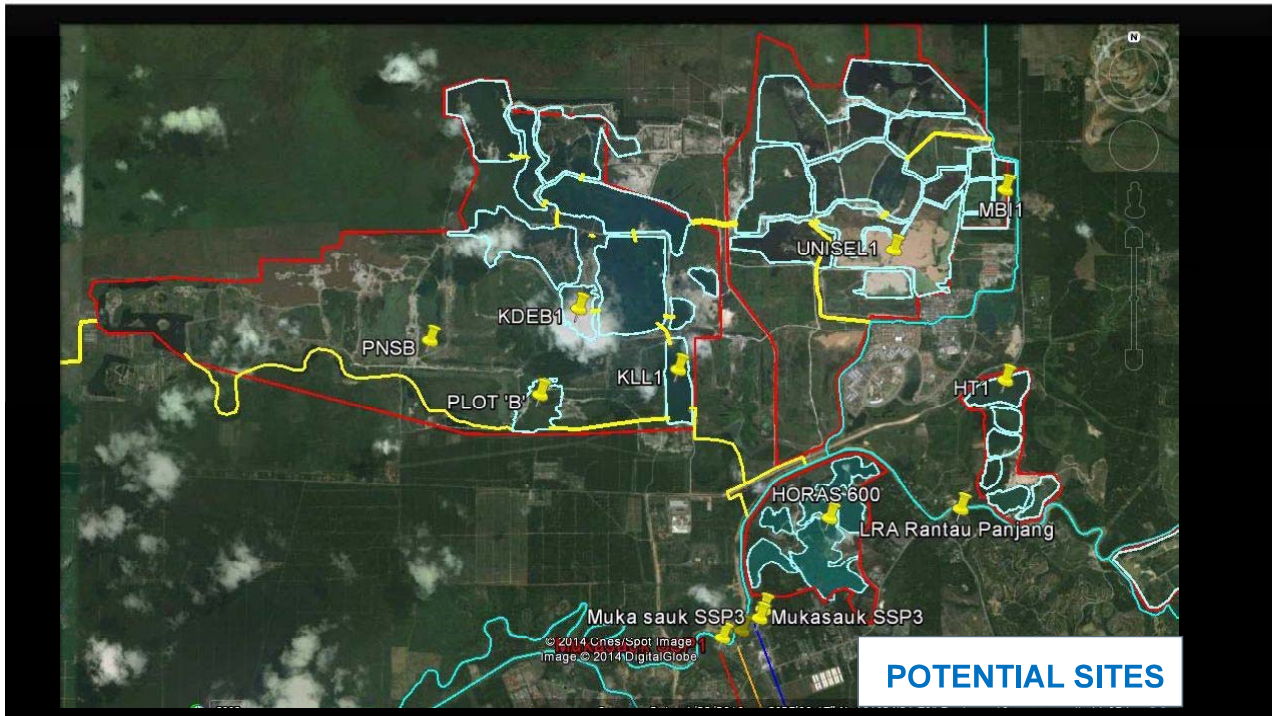 N
MBI1
UNISEL1
KDEB1
PNSB
KLL1
HT1
PLOT 'B'
HORAS 600
LRA Rantau Panjang
Muka sauk SSP3
Mukasauk SSP3
© 2014 Cnes/Spot Image
Image © 2014 DigitalGlobe
POTENTIAL SITES